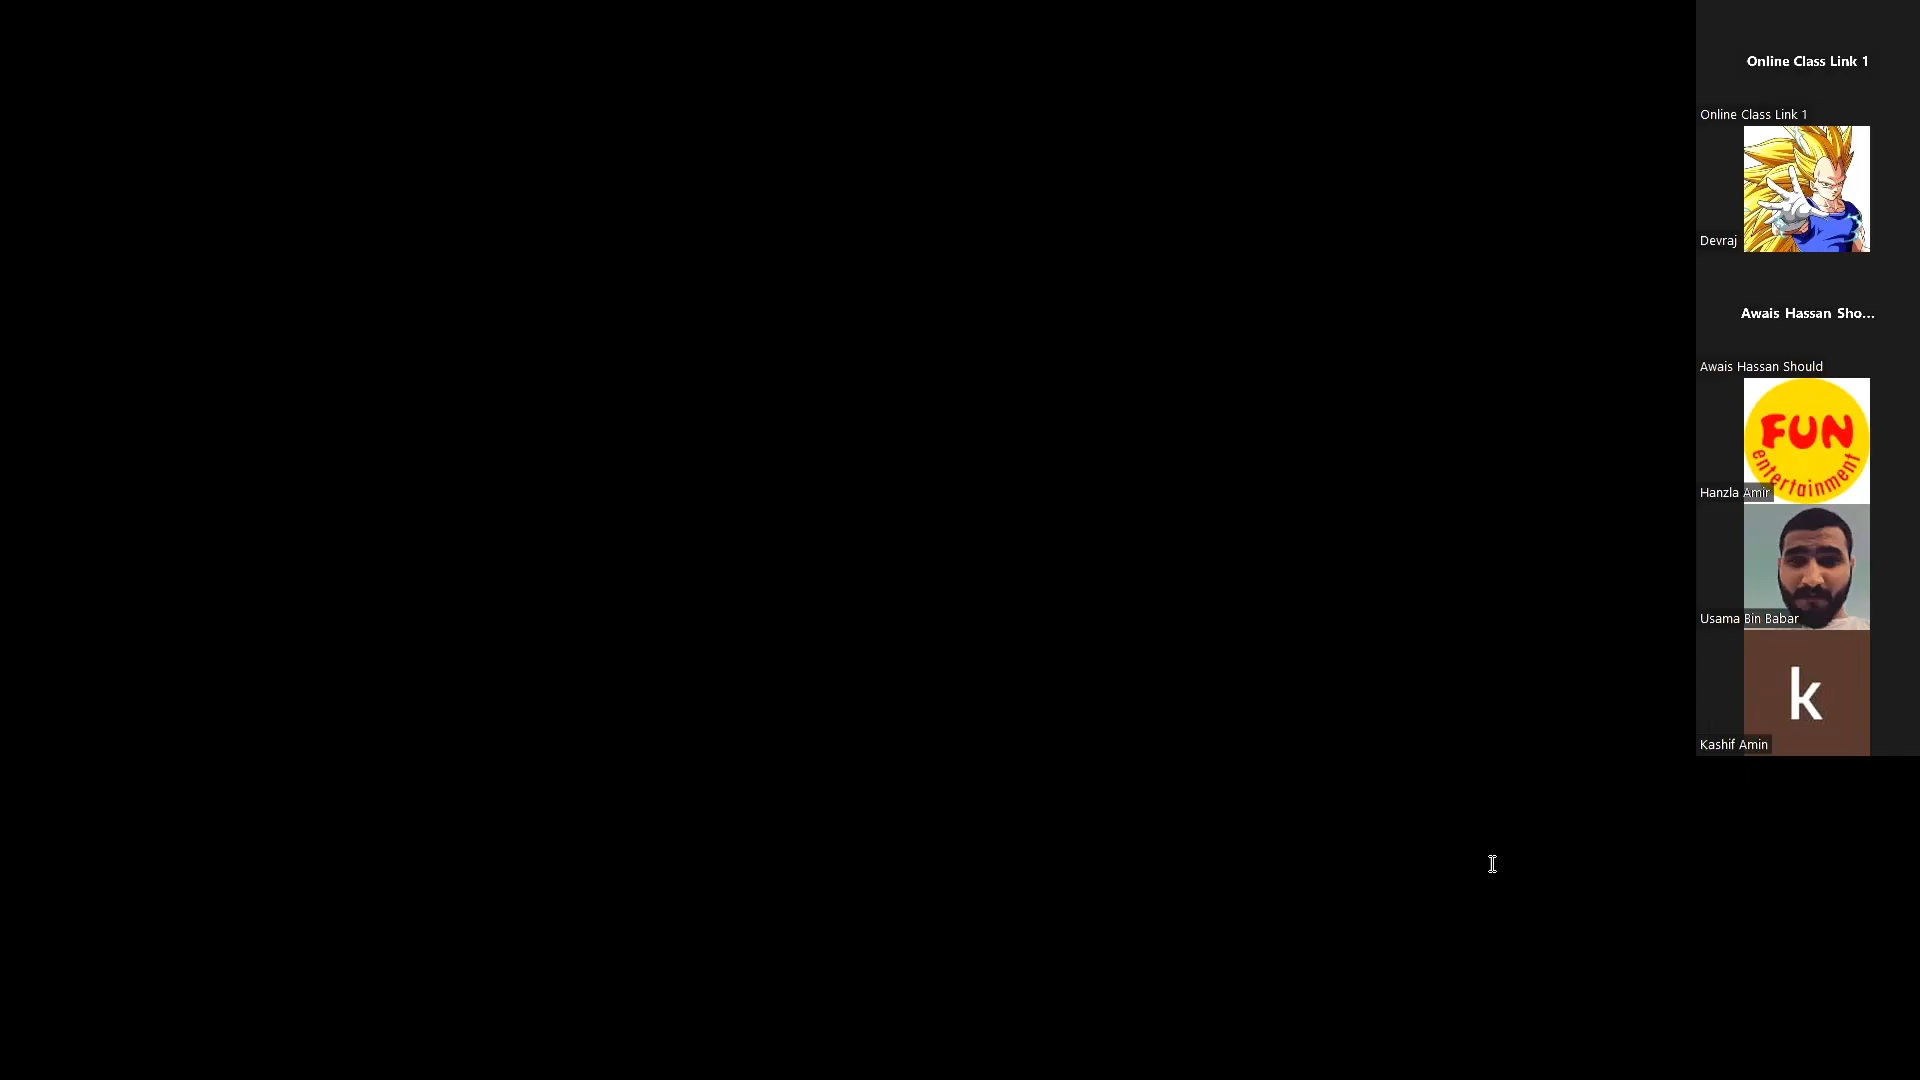 Online Class Link 1
Online Class Link 1
Devraj
Awais Hassan Sho...
Awais Hassan Should
FUN
entertainment
Hanzla Amir
Usama Bin Babar
k
Kashif Amin